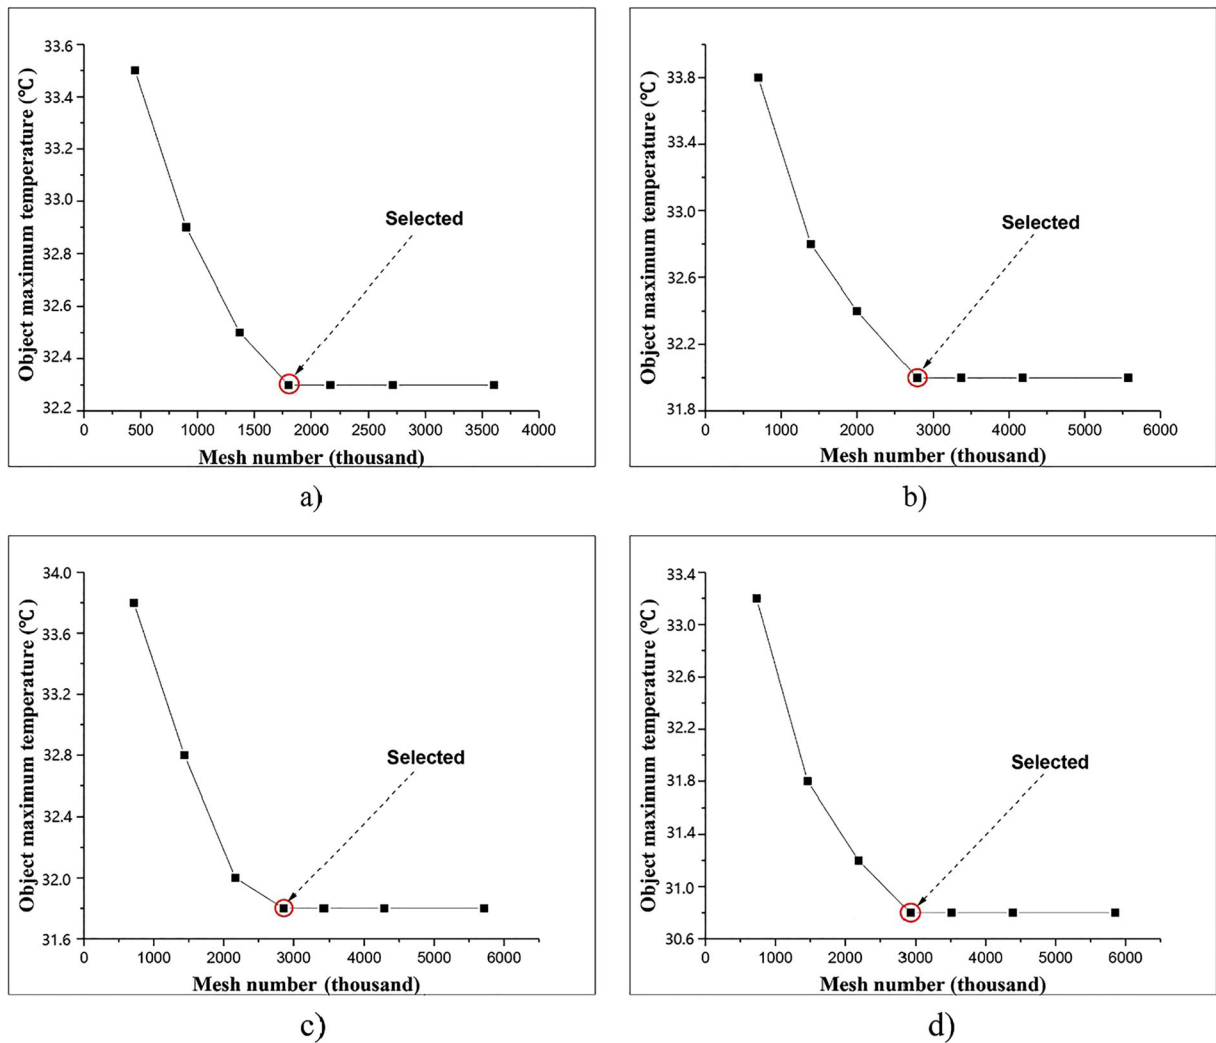 Object maximum temperature (℃)
33.6
33.4
33.2
33.0
32.8
32.6
32.4
32.2
Selected
0 500 1000 1500 2000 2500 3000 3500 4000
Mesh number (thousand)
a)
Object maximum temperature (℃)
33.8
33.4
33.0
32.6
32.2
31.8
Selected
0 1000 2000 3000 4000 5000 6000
Mesh number (thousand)
b)
Object maximum temperature (℃)
34.0
33.6
33.2
32.8
32.4
32.0
31.6
Selected
0 1000 2000 3000 4000 5000 6000
Mesh number (thousand)
c)
Object maximum temperature (℃)
33.4
33.0
32.6
32.2
31.8
31.4
31.0
30.6
Selected
0 1000 2000 3000 4000 5000 6000
Mesh number (thousand)
d)